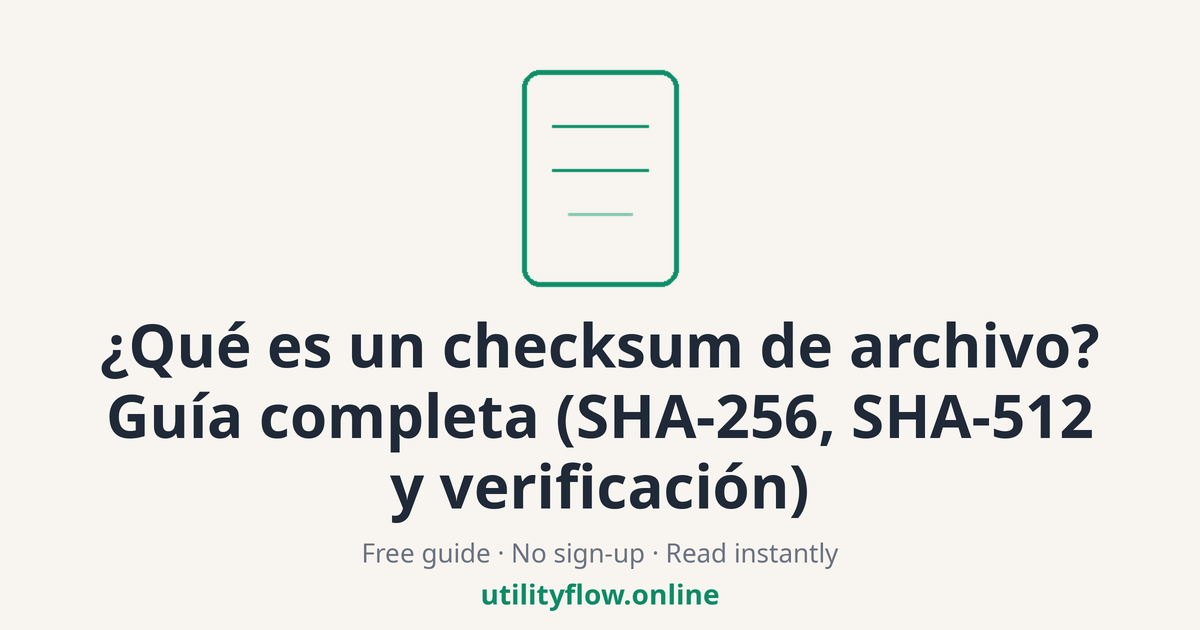 ¿Qué es un checksum de archivo?
Guía completa (SHA-256, SHA-512
y verificación)
Free guide · No sign-up · Read instantly
utilityflow.online